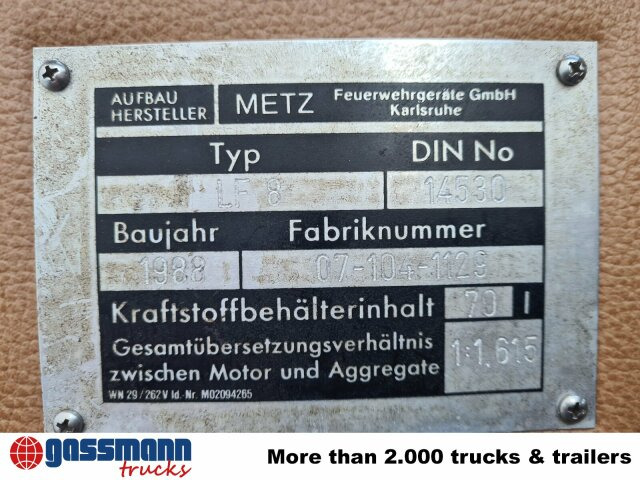 AUFBAU
HERSTELLER
METZ
Feuerwehrgeräte GmbH
Karlsruhe
Typ
DIN No
LF 8
14530
Baujahr
Fabriknummer
1988
07-104-1129
Kraftstoffbehälterinhalt
70 l
Gesamtübersetzungsverhältnis
zwischen Motor und Aggregate
1:1,615
WN 29/262V Id. Nr. M02094265
gassmann
trucks
More than 2.000 trucks & trailers